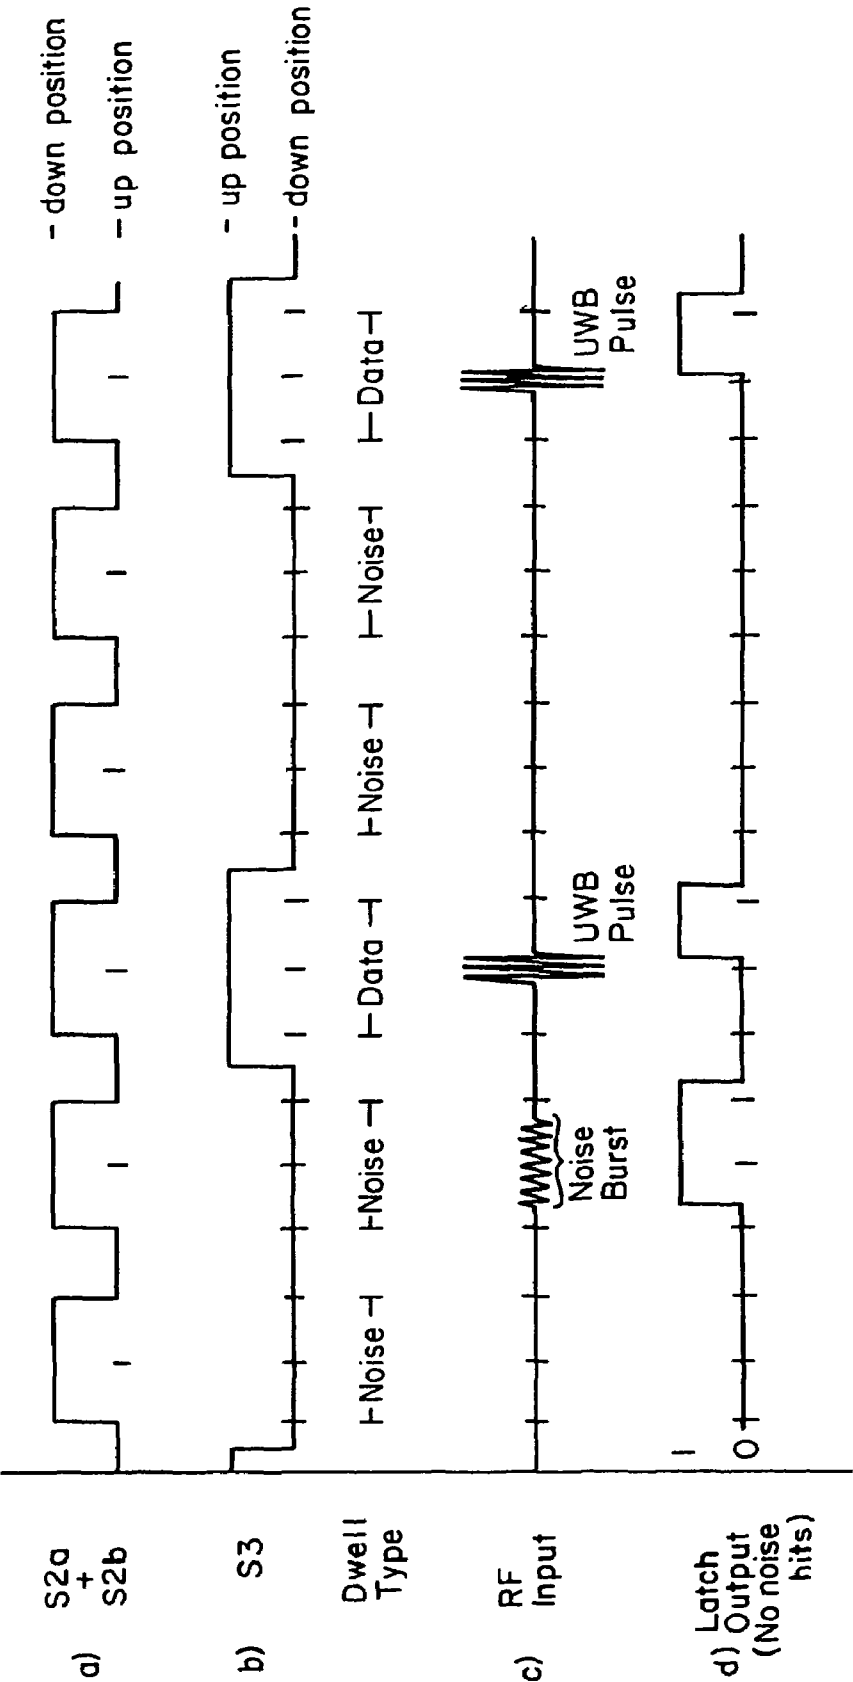 a) S2a
+
S2b
- down position
- up position
b) S3
- up position
- down position
Dwell
Type
Noise
Noise
Data
Noise
Noise
Data
c) RF
Input
Noise
Burst
UWB
Pulse
UWB
Pulse
d) Latch
Output
(No noise
hits)
1
0